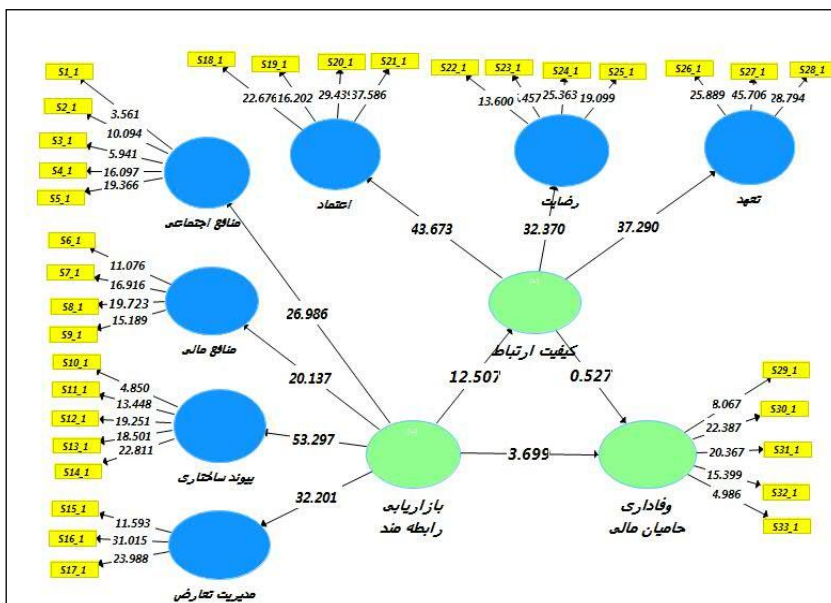 S1_1
S2_1
S3_1
S4_1
S5_1
3.561
10.094
5.941
16.097
19.366
منافع اجتماعی
S6_1
S7_1
S8_1
S9_1
11.076
16.916
19.723
15.189
منافع مالی
S10_1
S11_1
S12_1
S13_1
S14_1
4.850
13.448
19.251
18.501
22.811
پیوند ساختاری
S15_1
S16_1
S17_1
11.593
31.015
23.988
مدیریت تعارض
S18_1
S19_1
S20_1
S21_1
22.676
16.202
29.43
37.586
اعتماد
S22_1
S23_1
S24_1
S25_1
13.600
.457
25.363
19.099
رضایت
S26_1
S27_1
S28_1
25.889
45.706
28.794
تعهد
43.673
32.370
37.290
کیفیت ارتباط
26.986
20.137
53.297
32.201
12.507
0.527
3.699
بازاریابی
رابطه مند
وفاداری
حامیان مالی
S29_1
S30_1
S31_1
S32_1
S33_1
8.067
22.387
20.367
15.399
4.986